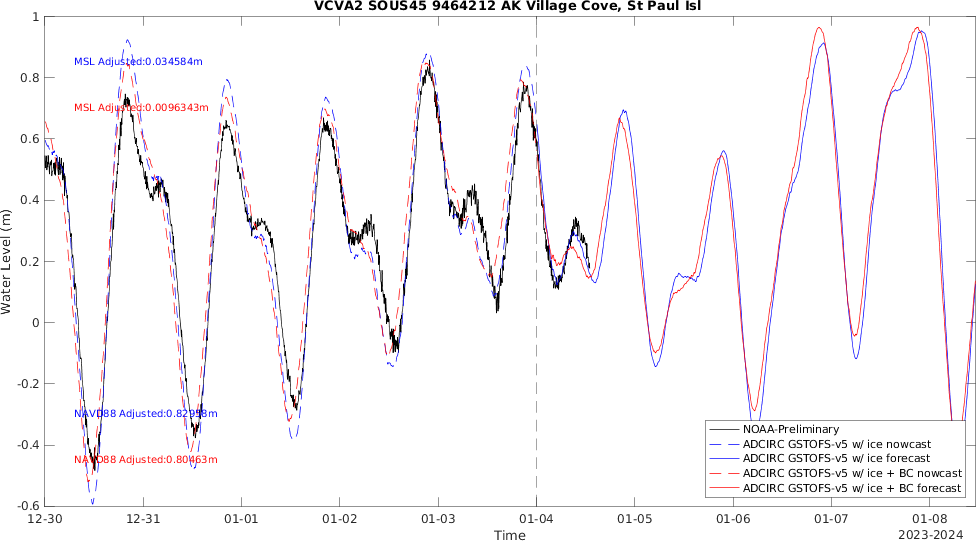 VCVA2 SOUS45 9464212 AK Village Cove, St Paul Isl
1
0.8
0.6
0.4
0.2
0
-0.2
-0.4
-0.6
Water Level (m)
MSL Adjusted:0.034584m
MSL Adjusted:0.0096343m
NAVD88 Adjusted:0.82958m
NAVD88 Adjusted:0.80463m
NOAA-Preliminary
ADCIRC GSTOFS-v5 w/ ice nowcast
ADCIRC GSTOFS-v5 w/ ice forecast
ADCIRC GSTOFS-v5 w/ ice + BC nowcast
ADCIRC GSTOFS-v5 w/ ice + BC forecast
12-30 12-31 01-01 01-02 01-03 01-04 01-05 01-06 01-07 01-08
Time
2023-2024